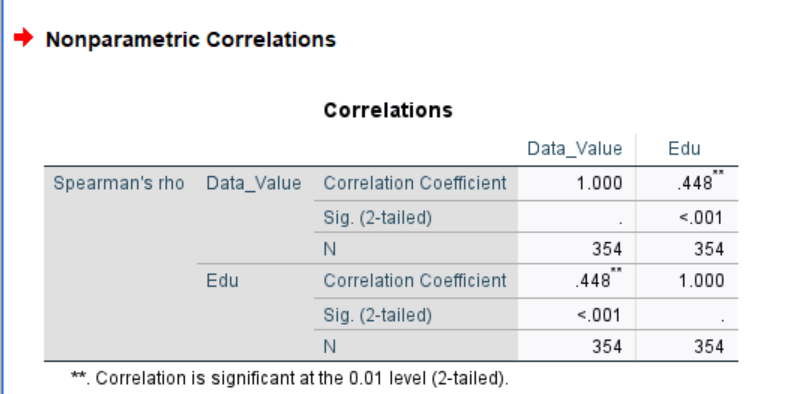 Nonparametric Correlations
Correlations
Data_Value Edu
Spearman's rho Data_Value Correlation Coefficient 1.000 .448**
Sig. (2-tailed) . <.001
N 354 354
Edu Correlation Coefficient .448** 1.000
Sig. (2-tailed) <.001 .
N 354 354
**. Correlation is significant at the 0.01 level (2-tailed).